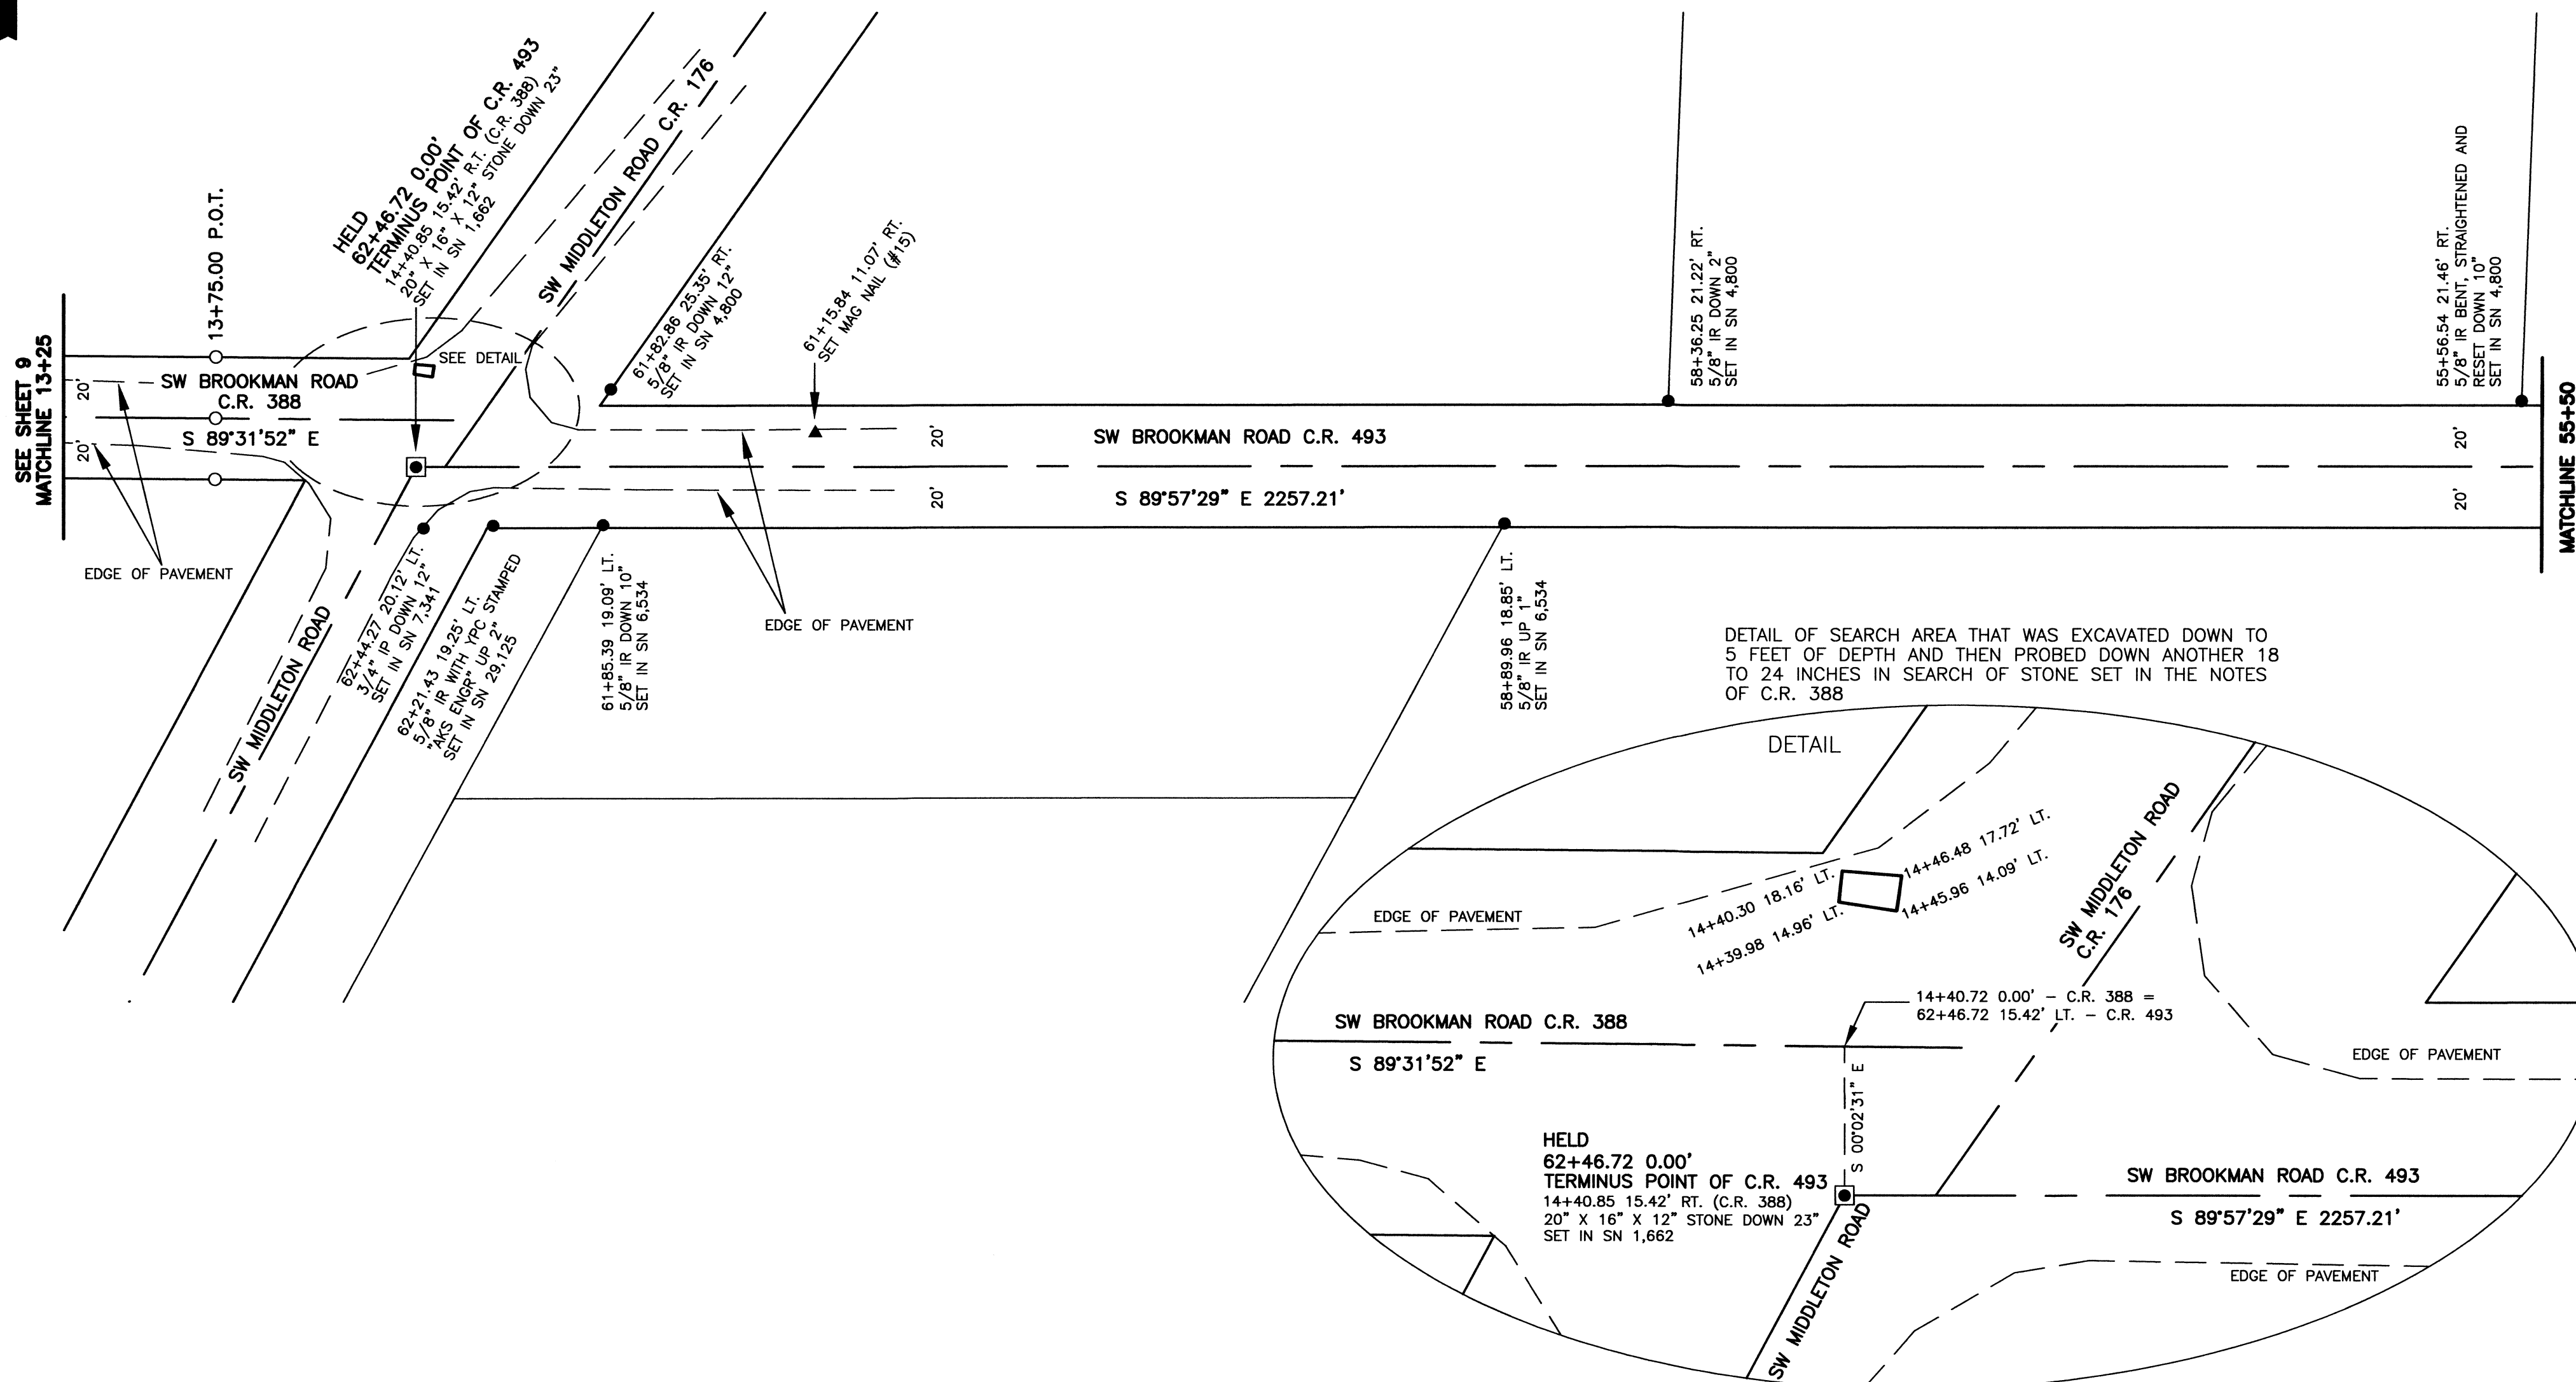 SEE SHEET 9
MATCHLINE 13+25
20'
20'
EDGE OF PAVEMENT
13+75.00 P.O.T.
SW BROOKMAN ROAD
C.R. 388
S 89°31'52" E
HELD
62+46.72 0.00'
TERMINUS POINT OF C.R. 493
14+40.85 15.42' R.T. (C.R. 388)
20" X 16" X 12" STONE DOWN 23"
SET IN SN 1,662
SEE DETAIL
SW MIDDLETON ROAD C.R. 176
61+82.86 25.35' RT.
5/8" IR DOWN 12"
SET IN SN 4,800
61+15.84 11.07' RT.
SET MAG NAIL (#15)
58+36.25 21.22' RT.
5/8" IR DOWN 2"
SET IN SN 4,800
55+56.54 21.46' RT.
5/8" IR BENT, STRAIGHTENED AND
RESET DOWN 10"
SET IN SN 4,800
20'
20'
SW BROOKMAN ROAD C.R. 493
S 89°57'29" E 2257.21'
20'
20'
MATCHLINE 55+50
SW MIDDLETON ROAD
62+44.27 20.12' LT.
3/4" IP DOWN 12"
SET IN SN 7,341
62+21.43 19.25' LT.
5/8" IR WITH YPC STAMPED
"AKS ENGR" UP 2"
SET IN SN 29,125
61+85.39 19.09' LT.
5/8" IR DOWN 10"
SET IN SN 6,534
EDGE OF PAVEMENT
58+89.96 18.85' LT.
5/8" IR UP 1"
SET IN SN 6,534
DETAIL OF SEARCH AREA THAT WAS EXCAVATED DOWN TO
5 FEET OF DEPTH AND THEN PROBED DOWN ANOTHER 18
TO 24 INCHES IN SEARCH OF STONE SET IN THE NOTES
OF C.R. 388
DETAIL
EDGE OF PAVEMENT
14+40.30 18.16' LT.
14+39.98 14.96' LT.
14+46.48 17.72' LT.
14+45.96 14.09' LT.
SW MIDDLETON ROAD
C.R. 176
14+40.72 0.00' – C.R. 388 =
62+46.72 15.42' LT. – C.R. 493
SW BROOKMAN ROAD C.R. 388
S 89°31'52" E
EDGE OF PAVEMENT
S 00°02'31" E
HELD
62+46.72 0.00'
TERMINUS POINT OF C.R. 493
14+40.85 15.42' RT. (C.R. 388)
20" X 16" X 12" STONE DOWN 23"
SET IN SN 1,662
SW BROOKMAN ROAD C.R. 493
S 89°57'29" E 2257.21'
EDGE OF PAVEMENT
SW MIDDLETON ROAD